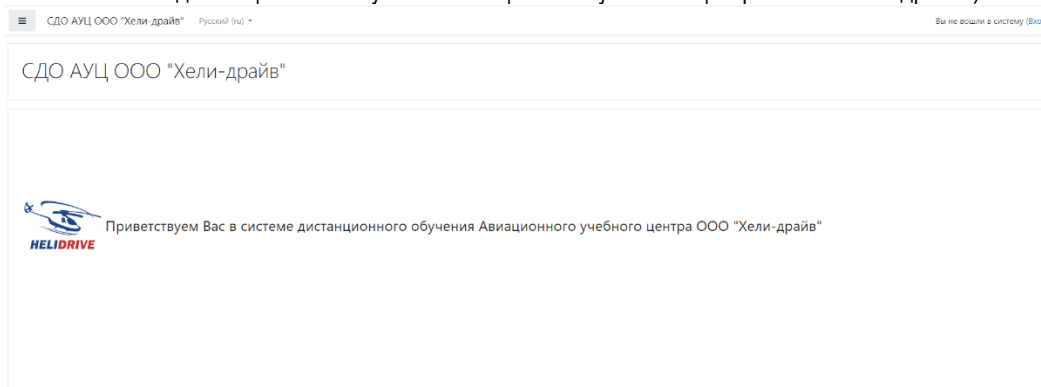 СДО АУЦ ООО "Хели-драйв" Русский (ru) Вы не вошли в систему (Вхо
СДО АУЦ ООО "Хели-драйв"
HELIDRIVE
Приветствуем Вас в системе дистанционного обучения Авиационного учебного центра ООО "Хели-драйв"